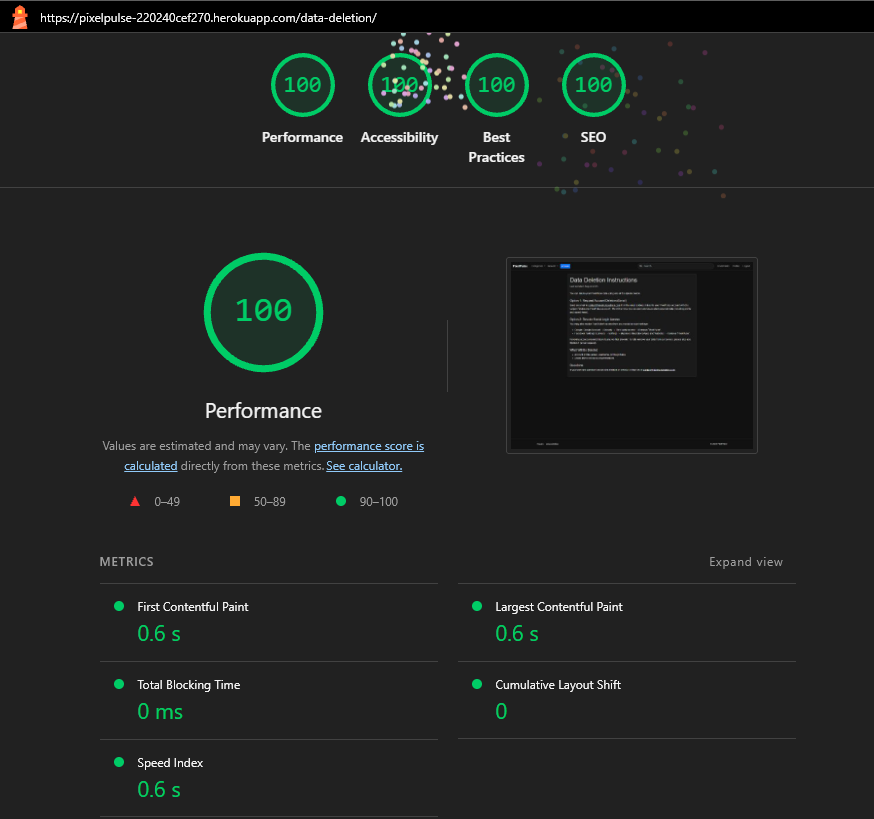 https://pixelpulse-220240cef270.herokuapp.com/data-deletion/
100 100 100 100
Performance Accessibility Best Practices SEO
100
Data Deletion Instructions
Performance
Values are estimated and may vary. The performance score is
calculated directly from these metrics. See calculator.
0–49 50–89 90–100
METRICS Expand view
First Contentful Paint
0.6 s
Largest Contentful Paint
0.6 s
Total Blocking Time
0 ms
Cumulative Layout Shift
0
Speed Index
0.6 s